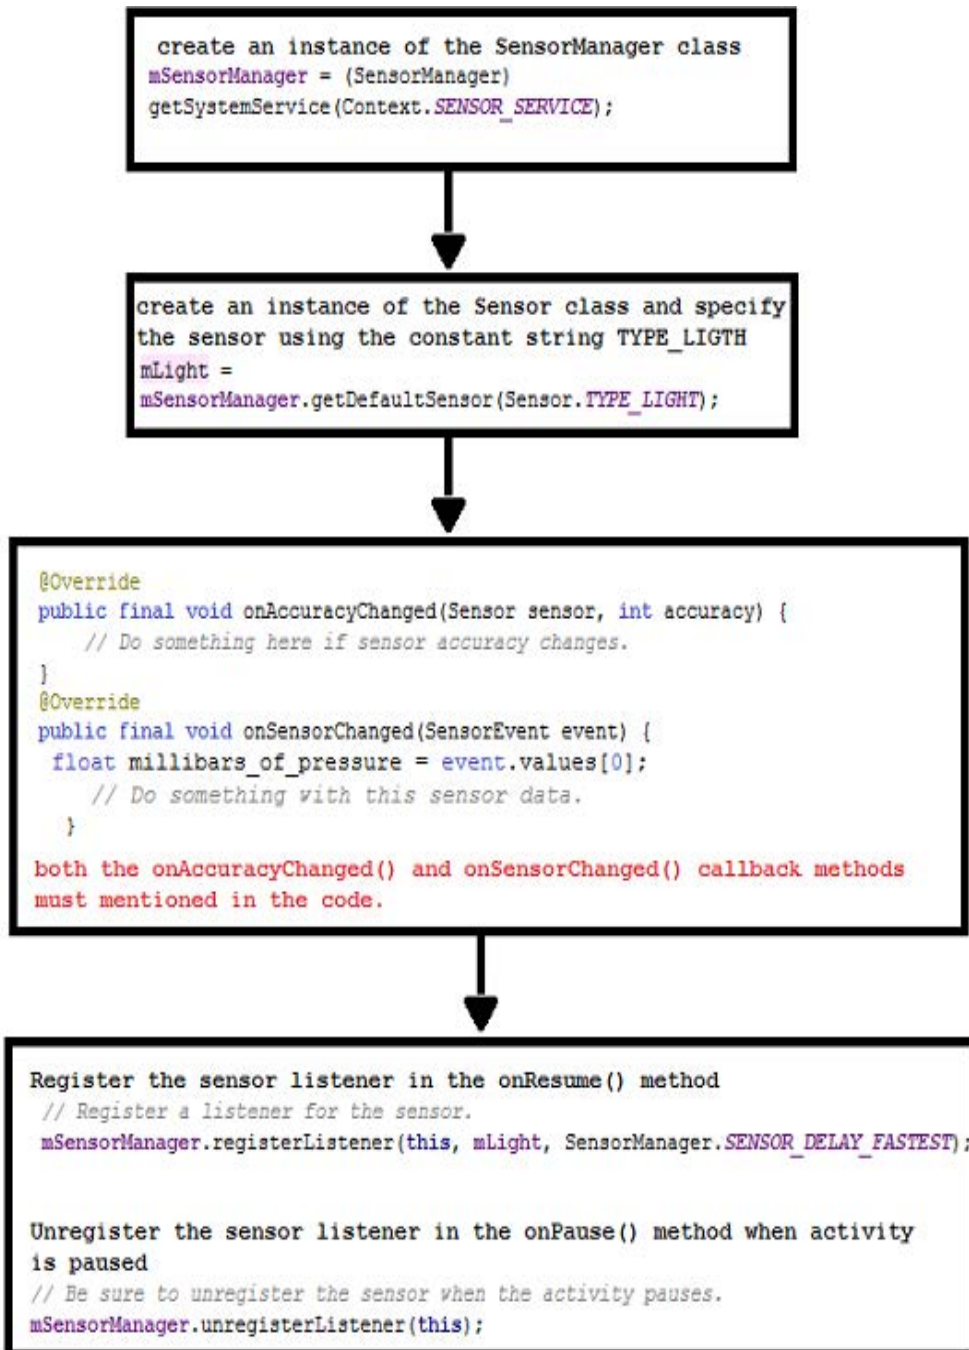 create an instance of the SensorManager class
mSensorManager = (SensorManager)
getSystemService(Context.SENSOR_SERVICE);
create an instance of the Sensor class and specify
the sensor using the constant string TYPE_LIGTH
mLight =
mSensorManager.getDefaultSensor(Sensor.TYPE_LIGHT);
@Override
public final void onAccuracyChanged(Sensor sensor, int accuracy) {
// Do something here if sensor accuracy changes.
}
@Override
public final void onSensorChanged(SensorEvent event) {
float millibars_of_pressure = event.values[0];
// Do something with this sensor data.
}
both the onAccuracyChanged() and onSensorChanged() callback methods
must mentioned in the code.
Register the sensor listener in the onResume() method
// Register a listener for the sensor.
mSensorManager.registerListener(this, mLight, SensorManager.SENSOR_DELAY_FASTEST);
Unregister the sensor listener in the onPause() method when activity
is paused
// Be sure to unregister the sensor when the activity pauses.
mSensorManager.unregisterListener(this);